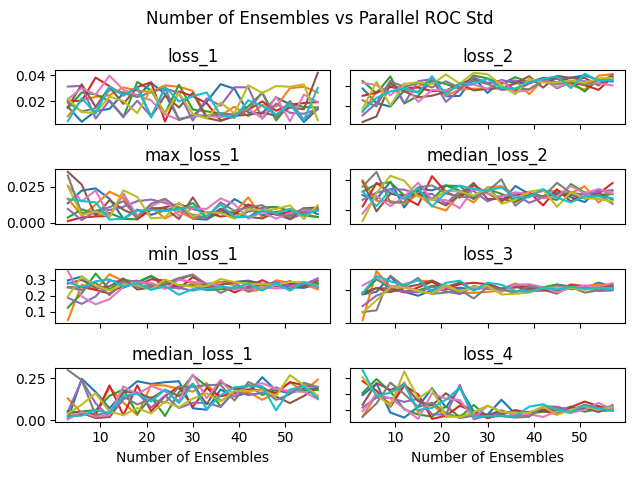 Number of Ensembles vs Parallel ROC Std
loss_1
loss_2
0.04
0.02
max_loss_1
median_loss_2
0.025
0.000
min_loss_1
loss_3
0.3
0.2
0.1
median_loss_1
loss_4
0.25
0.00
10 20 30 40 50
10 20 30 40 50
Number of Ensembles
Number of Ensembles